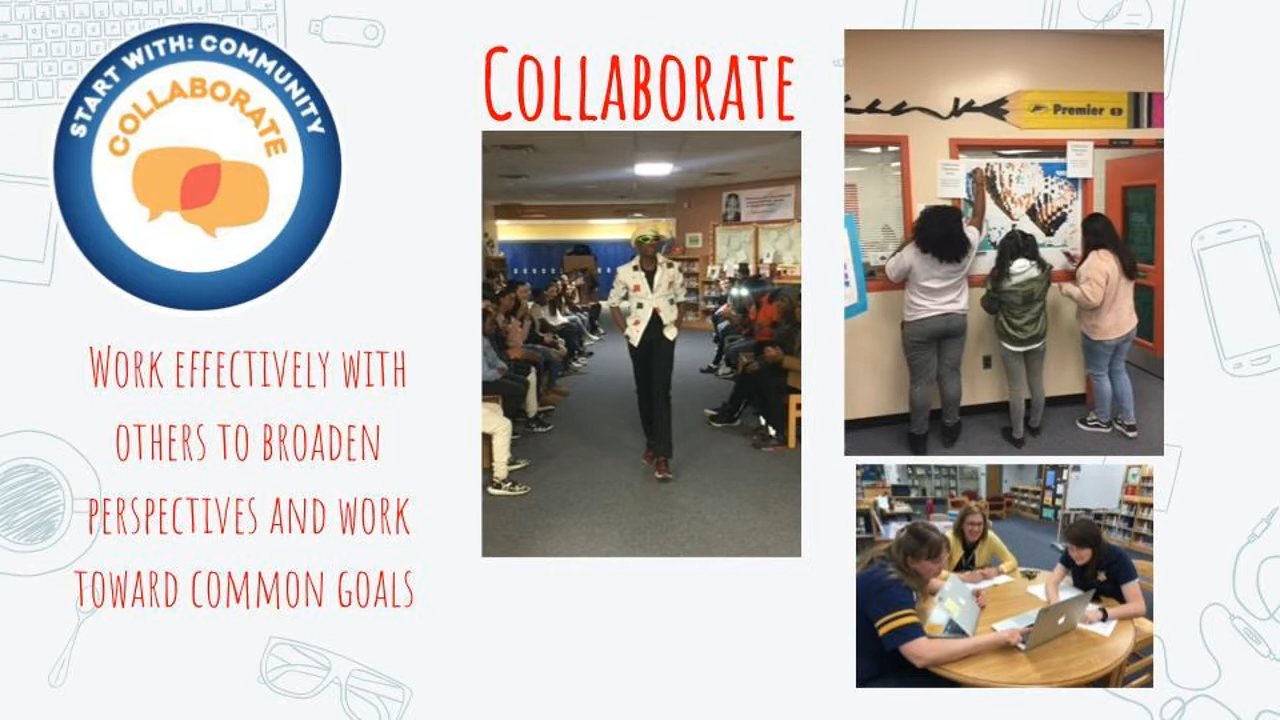 START WITH: COMMUNITY
COLLABORATE
COLLABORATE
WORK EFFECTIVELY WITH
OTHERS TO BROADEN
PERSPECTIVES AND WORK
TOWARD COMMON GOALS
Premier